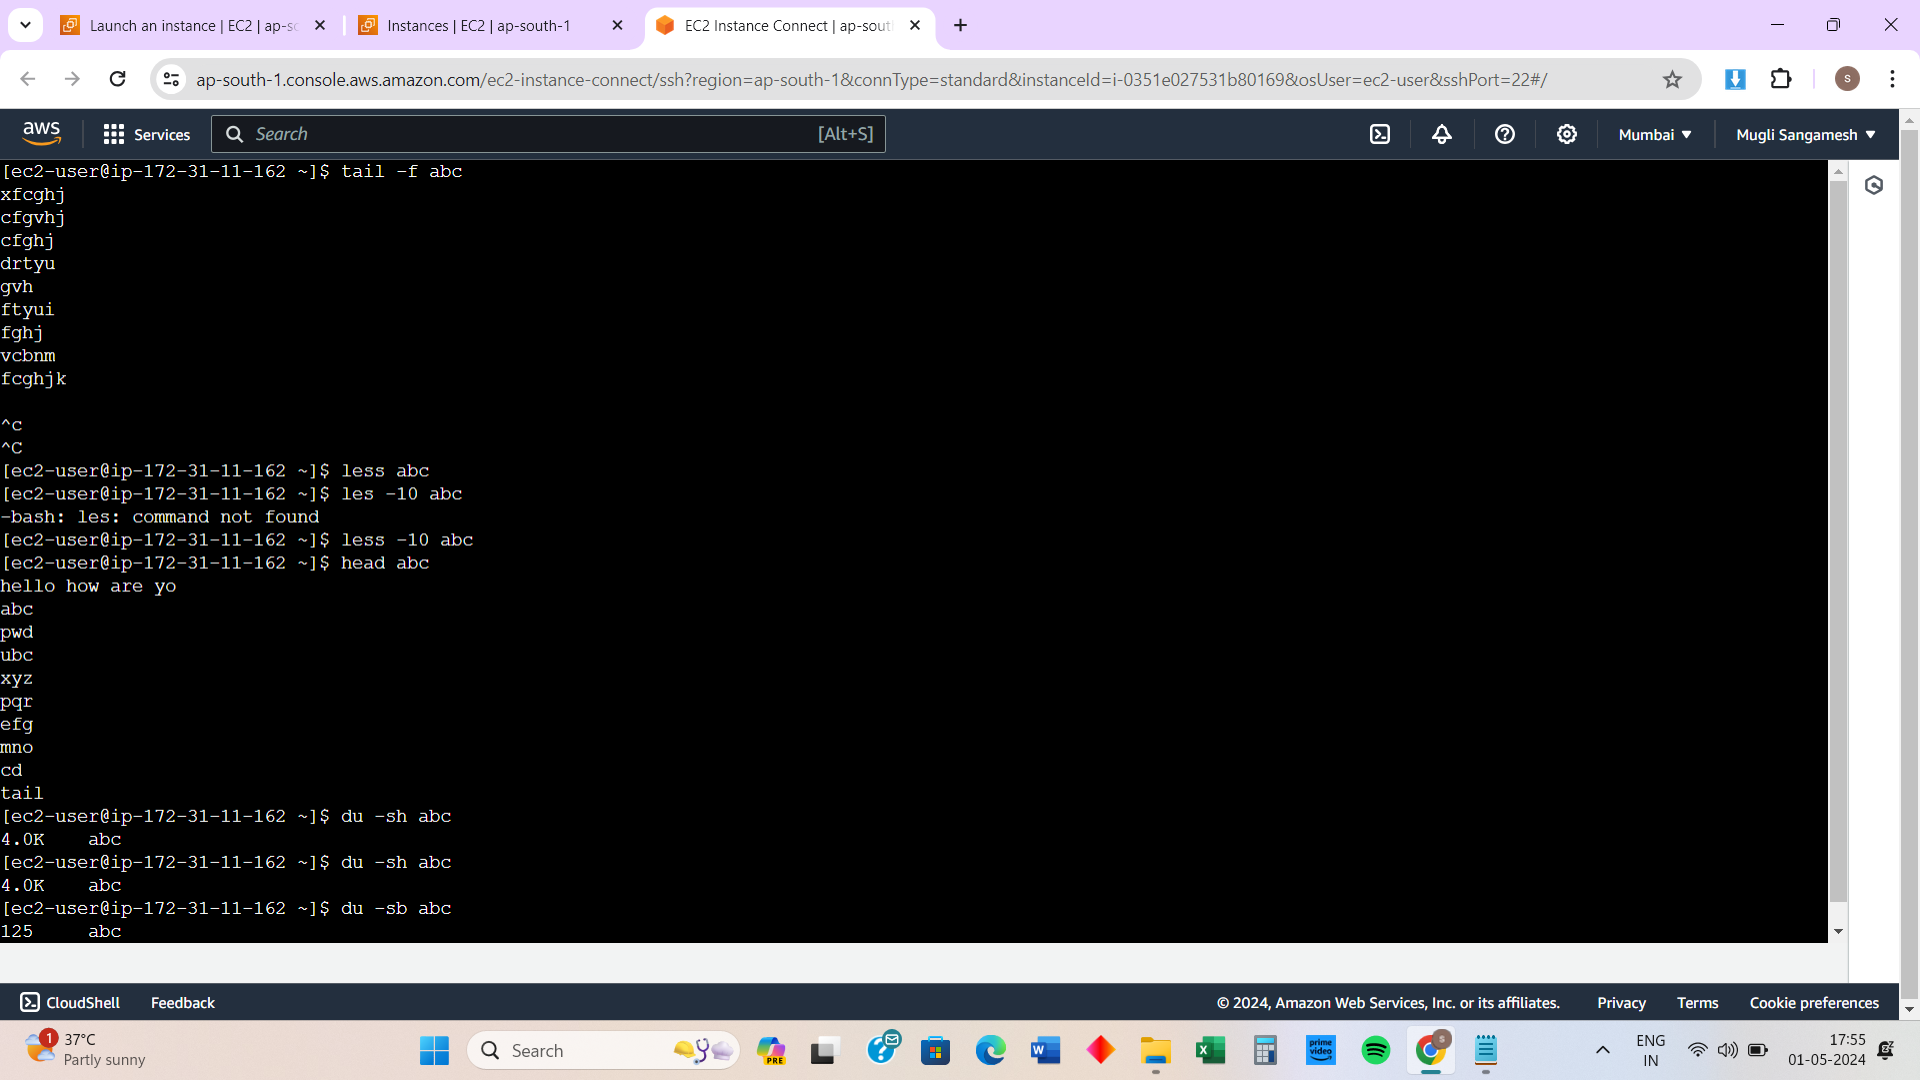 Launch an instance | EC2 | ap-sc
Instances | EC2 | ap-south-1
EC2 Instance Connect | ap-sout
ap-south-1.console.aws.amazon.com/ec2-instance-connect/ssh?region=ap-south-1&connType=standard&instanceId=i-0351e027531b80169&osUser=ec2-user&sshPort=22#/
S
aws Services Search [Alt+S] Mumbai Mugli Sangamesh
[ec2-user@ip-172-31-11-162 ~]$ tail -f abc
xfcghj
cfgvhj
cfghj
drtyu
gvh
ftyui
fghj
vcbnm
fcghjk
^c
^C
[ec2-user@ip-172-31-11-162 ~]$ less abc
[ec2-user@ip-172-31-11-162 ~]$ les -10 abc
-bash: les: command not found
[ec2-user@ip-172-31-11-162 ~]$ less -10 abc
[ec2-user@ip-172-31-11-162 ~]$ head abc
hello how are yo
abc
pwd
ubc
xyz
pqr
efg
mno
cd
tail
[ec2-user@ip-172-31-11-162 ~]$ du -sh abc
4.0K abc
[ec2-user@ip-172-31-11-162 ~]$ du -sh abc
4.0K abc
[ec2-user@ip-172-31-11-162 ~]$ du -sb abc
125 abc
CloudShell Feedback © 2024, Amazon Web Services, Inc. or its affiliates. Privacy Terms Cookie preferences
1 37°C
Partly sunny
Search
PRE
prime video
ENG
IN
17:55
01-05-2024